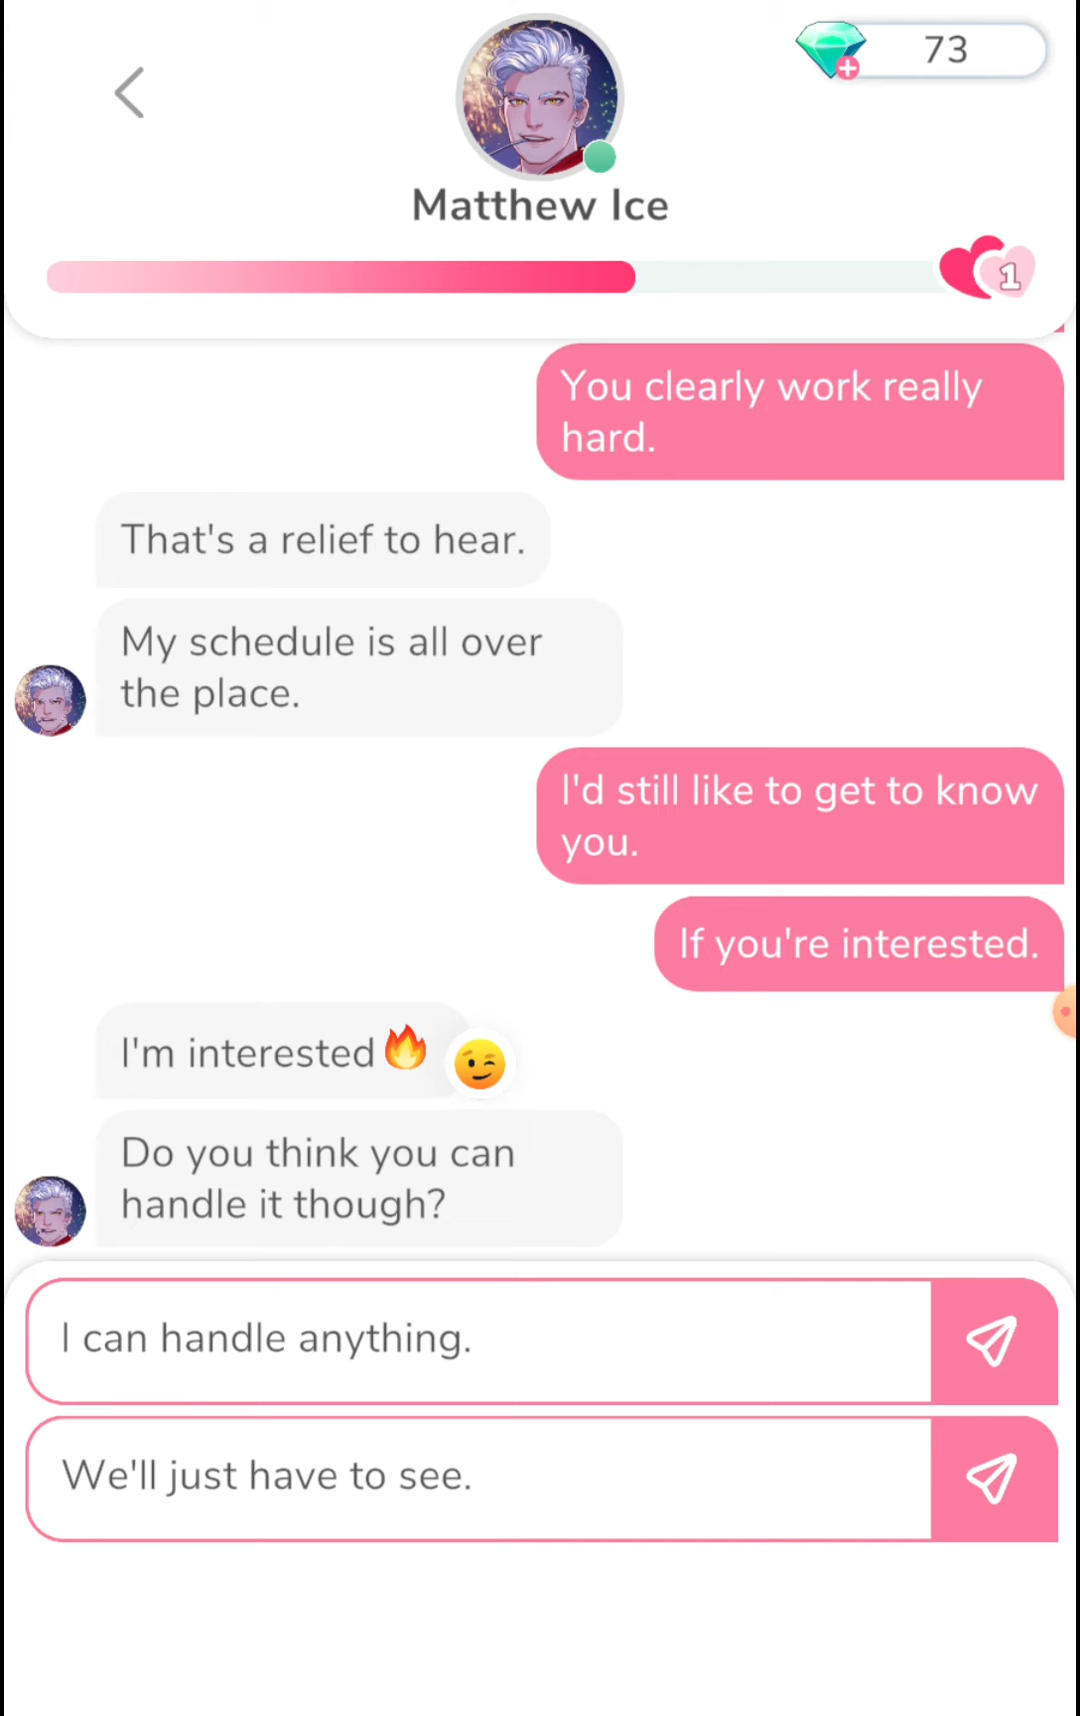 73
Matthew Ice
1
You clearly work really
hard.
That's a relief to hear.
My schedule is all over
the place.
I'd still like to get to know
you.
If you're interested.
I'm interested🔥
😉
Do you think you can
handle it though?
I can handle anything.
We'll just have to see.